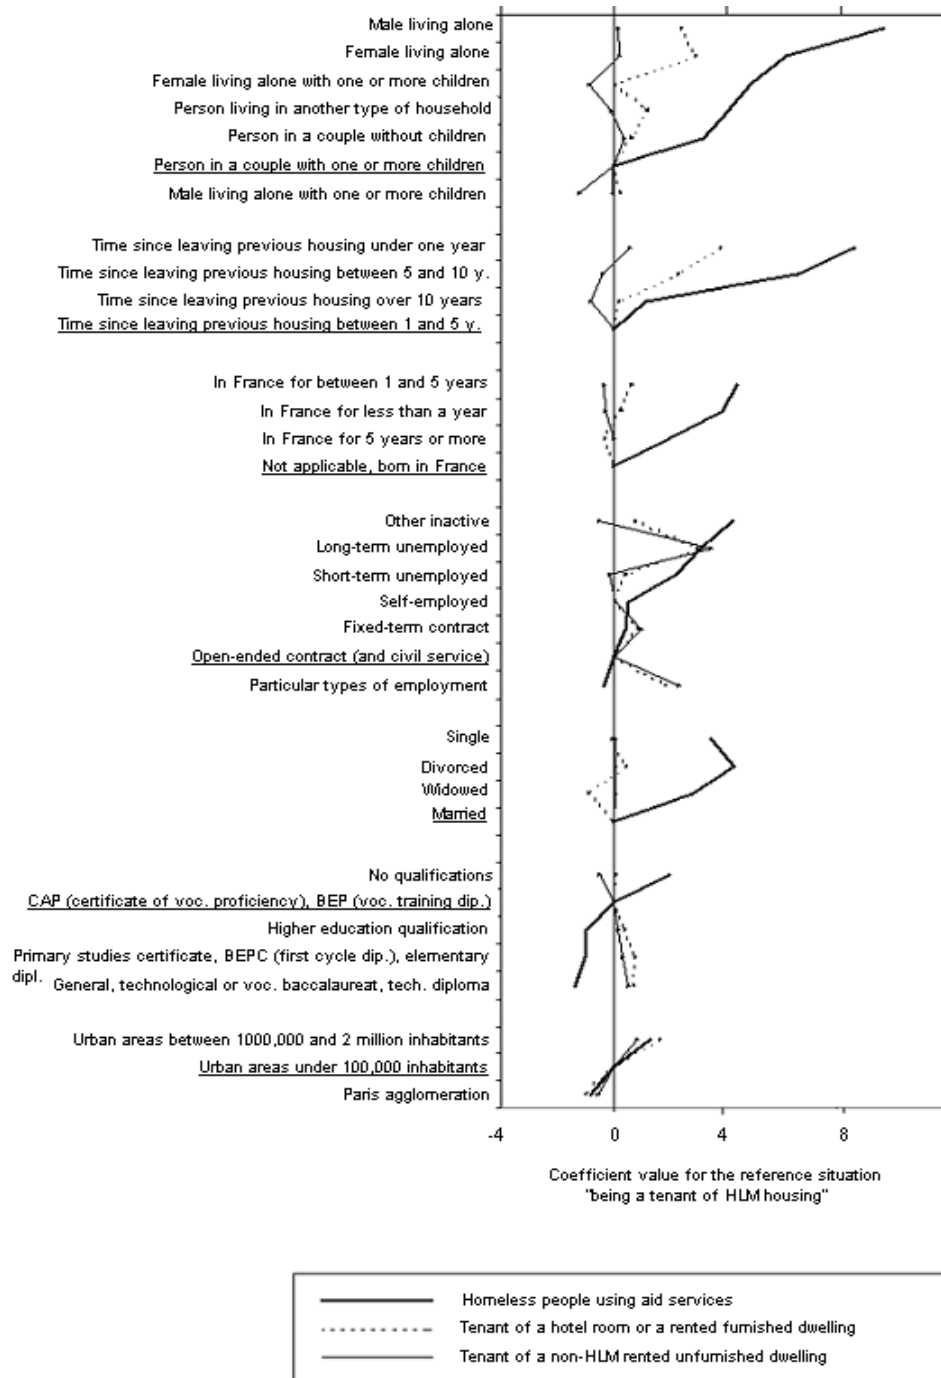 Male living alone
Female living alone
Female living alone with one or more children
Person living in another type of household
Person in a couple without children
Person in a couple with one or more children
Male living alone with one or more children
Time since leaving previous housing under one year
Time since leaving previous housing between 5 and 10 y.
Time since leaving previous housing over 10 years
Time since leaving previous housing between 1 and 5 y.
In France for between 1 and 5 years
In France for less than a year
In France for 5 years or more
Not applicable, born in France
Other inactive
Long-term unemployed
Short-term unemployed
Self-employed
Fixed-term contract
Open-ended contract (and civil service)
Particular types of employment
Single
Divorced
Widowed
Married
No qualifications
CAP (certificate of voc. proficiency), BEP (voc. training dip.)
Higher education qualification
Primary studies certificate, BEPC (first cycle dip.), elementary
dipl.
General, technological or voc. baccalaureat, tech. diploma
Urban areas between 1000,000 and 2 million inhabitants
Urban areas under 100,000 inhabitants
Paris agglomeration
-4 0 4 8
Coefficient value for the reference situation
"being a tenant of HLM housing"
Homeless people using aid services
Tenant of a hotel room or a rented furnished dwelling
Tenant of a non-HLM rented unfurnished dwelling